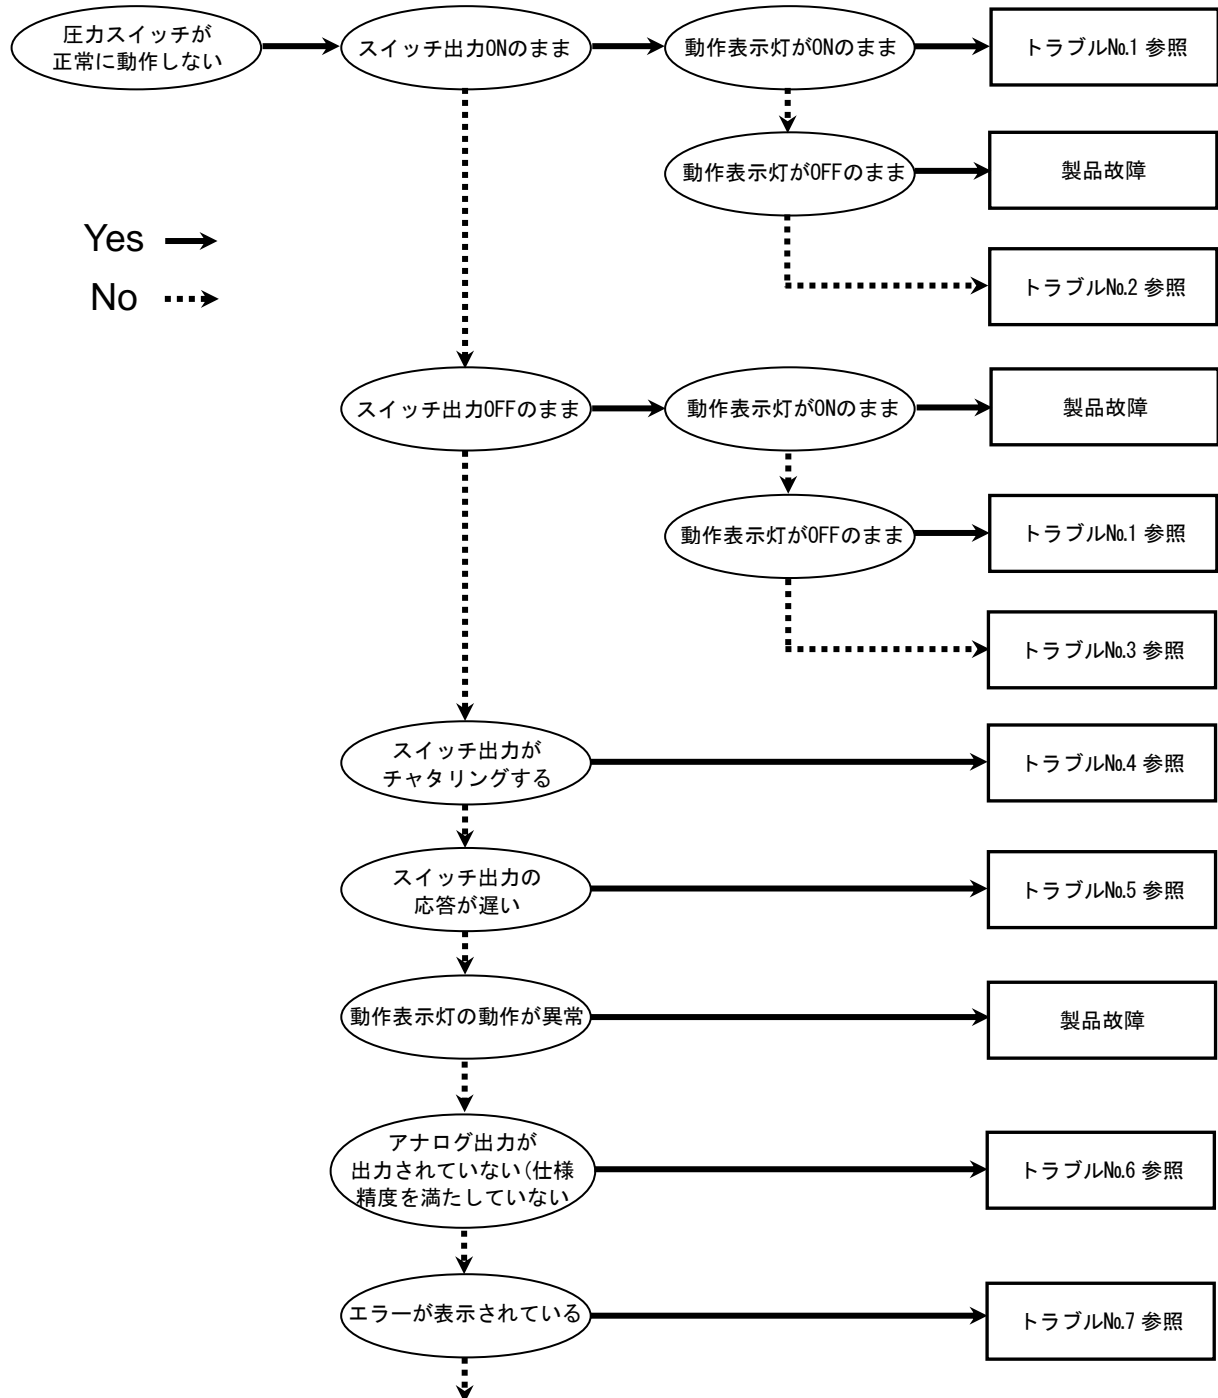 圧力スイッチが
正常に動作しない
スイッチ出力ONのまま
動作表示灯がONのまま
トラブル№1 参照
動作表示灯がOFFのまま
製品故障
Yes
No
トラブル№2 参照
スイッチ出力OFFのまま
動作表示灯がONのまま
製品故障
動作表示灯がOFFのまま
トラブル№1 参照
トラブル№3 参照
スイッチ出力が
チャタリングする
トラブル№4 参照
スイッチ出力の
応答が遅い
トラブル№5 参照
動作表示灯の動作が異常
製品故障
アナログ出力が
出力されていない(仕様
精度を満たしていない
トラブル№6 参照
エラーが表示されている
トラブル№7 参照